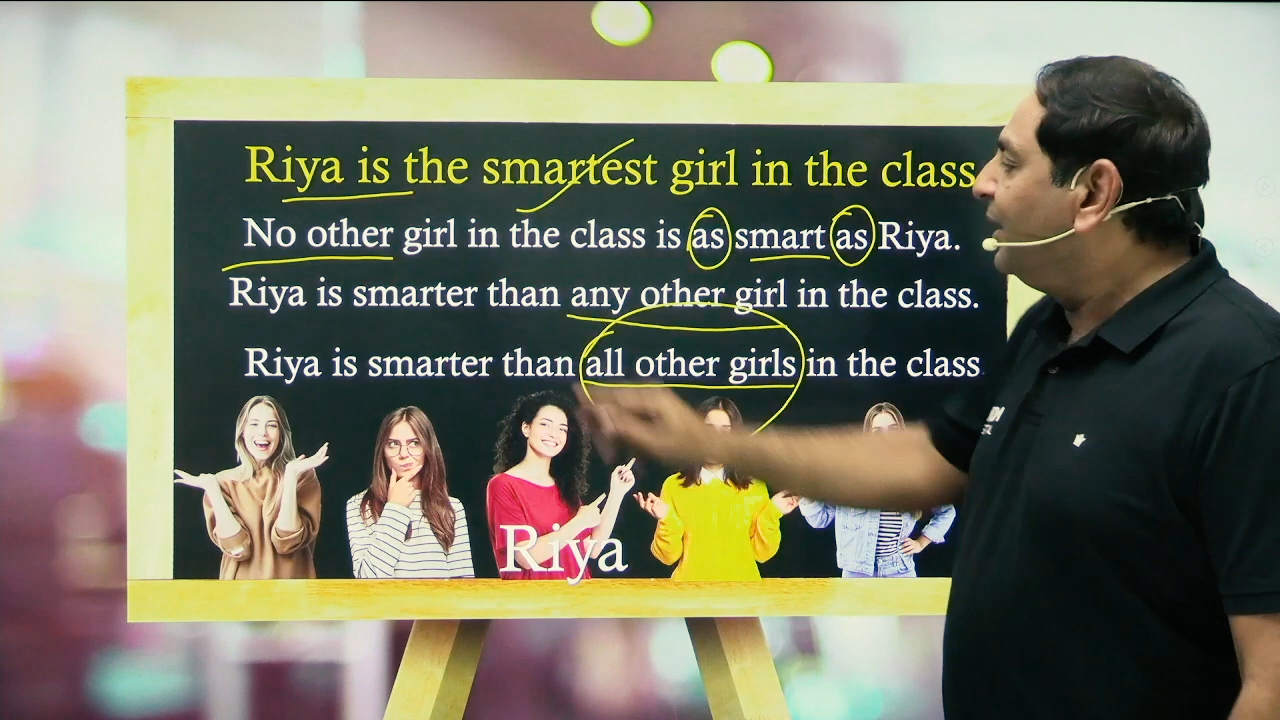 Riya is the smartest girl in the class
No other girl in the class is as smart as Riya.
Riya is smarter than any other girl in the class.
Riya is smarter than all other girls in the class
Riya